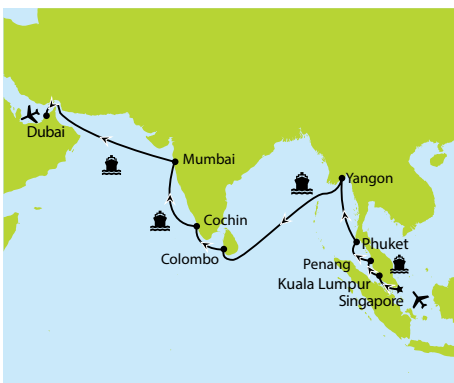 Dubai
Mumbai
Yangon
Cochin
Colombo
Phuket
Penang
Kuala Lumpur
Singapore